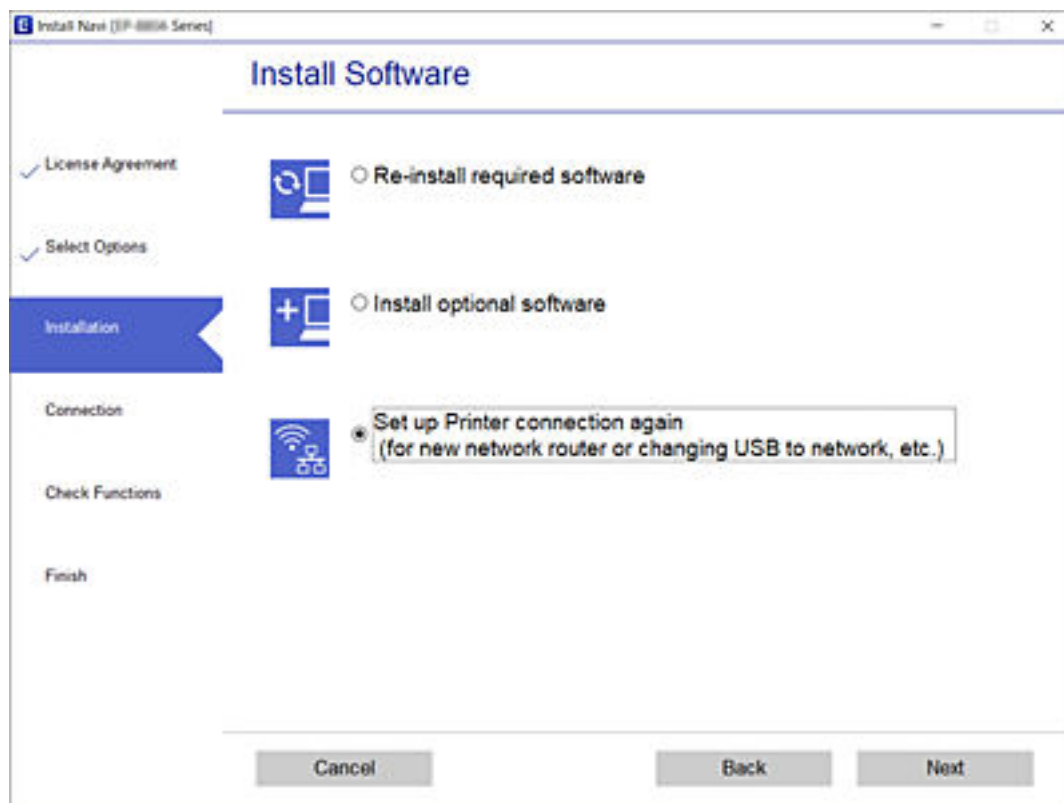 Install Navi [EP- Series]
Install Software
License Agreement
Select Options
Installation
Connection
Check Functions
Finish
Re-install required software
Install optional software
Set up Printer connection again
(for new network router or changing USB to network, etc.)
Cancel
Back
Next